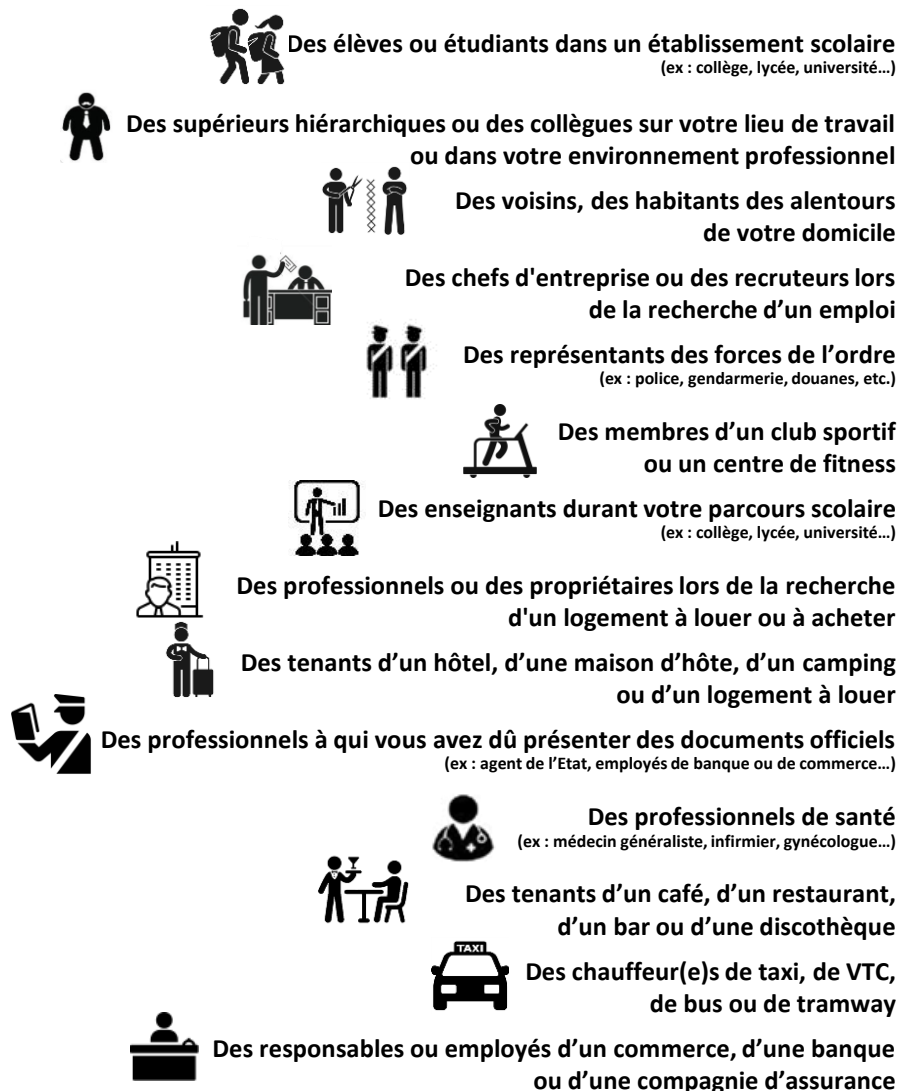 Des élèves ou étudiants dans un établissement scolaire
(ex : collège, lycée, université…)
Des supérieurs hiérarchiques ou des collègues sur votre lieu de travail
ou dans votre environnement professionnel
Des voisins, des habitants des alentours
de votre domicile
Des chefs d'entreprise ou des recruteurs lors
de la recherche d’un emploi
Des représentants des forces de l’ordre
(ex : police, gendarmerie, douanes, etc.)
Des membres d’un club sportif
ou un centre de fitness
Des enseignants durant votre parcours scolaire
(ex : collège, lycée, université…)
Des professionnels ou des propriétaires lors de la recherche
d'un logement à louer ou à acheter
Des tenants d’un hôtel, d’une maison d’hôte, d’un camping
ou d’un logement à louer
Des professionnels à qui vous avez dû présenter des documents officiels
(ex : agent de l’Etat, employés de banque ou de commerce…)
Des professionnels de santé
(ex : médecin généraliste, infirmier, gynécologue…)
Des tenants d’un café, d’un restaurant,
d’un bar ou d’une discothèque
TAXI
Des chauffeur(e)s de taxi, de VTC,
de bus ou de tramway
Des responsables ou employés d’un commerce, d’une banque
ou d’une compagnie d’assurance